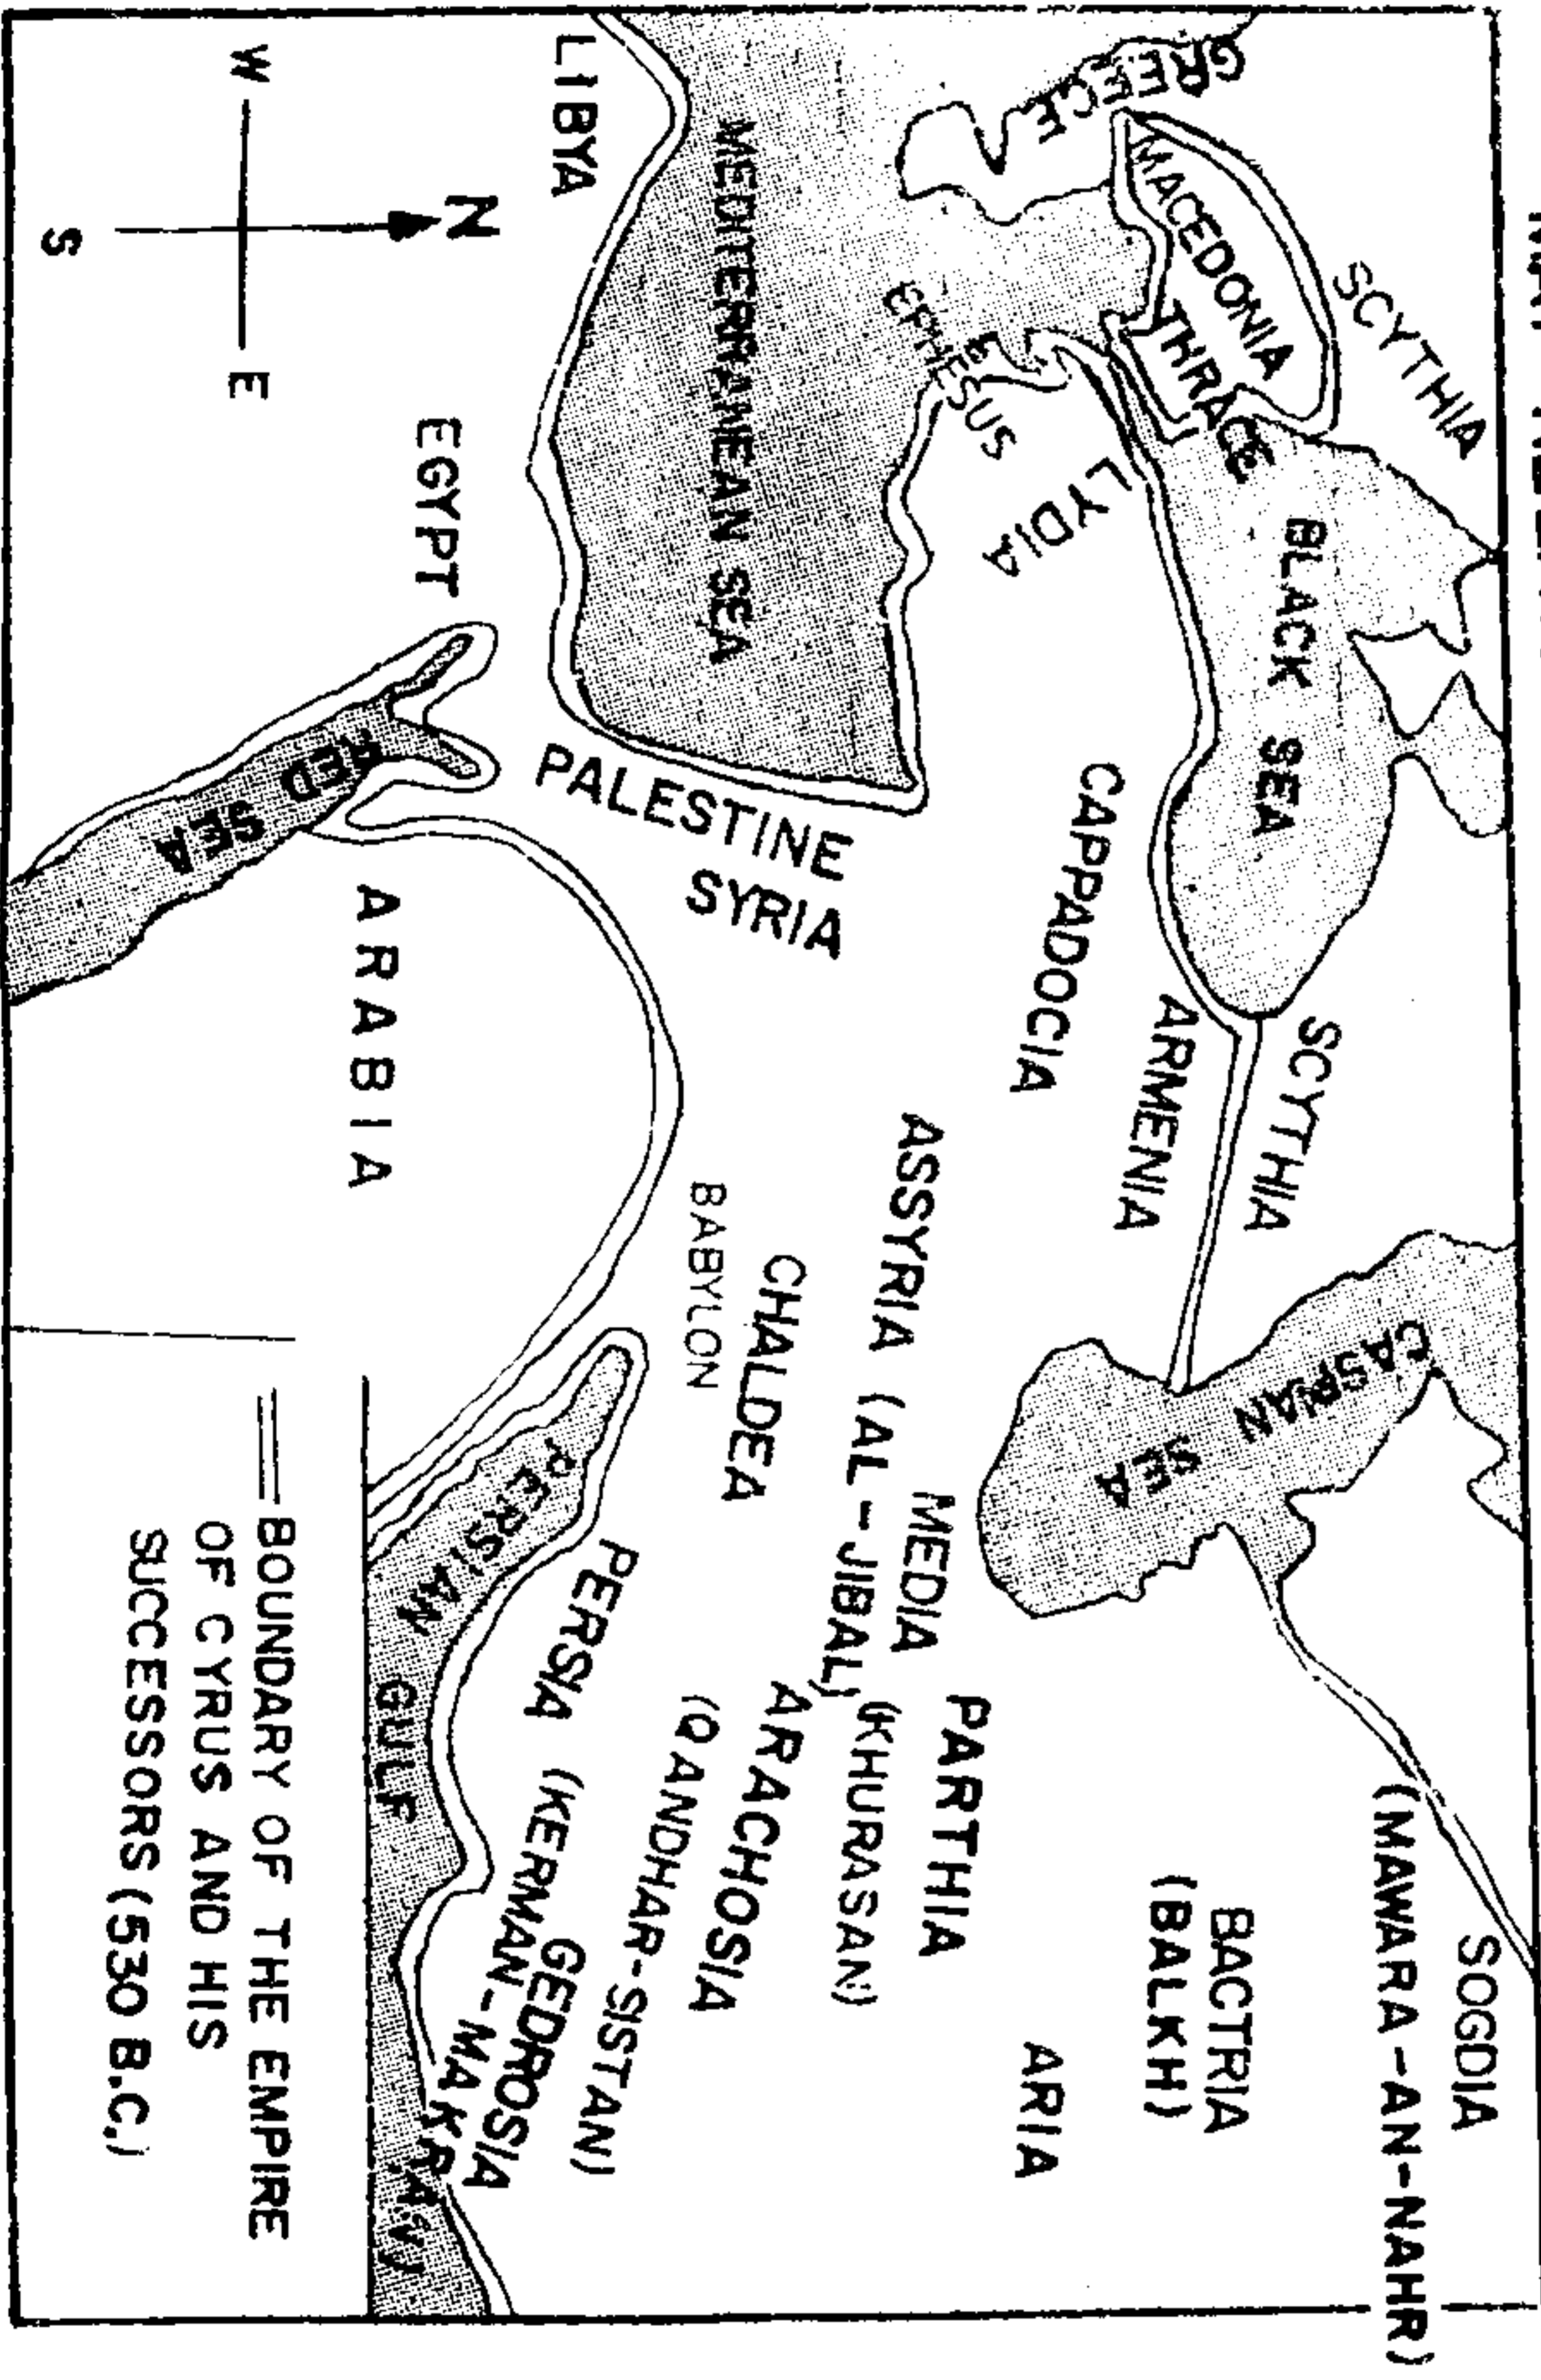 GREECE
MACEDONIA
THRACE
SCYTHIA
BLACK SEA
SCYTHIA
CASPIAN SEA
SOGDIA
(MAWARA-AN-NAHR)
BACTRIA
(BALKH)
ARIA
EPHESUS
LYDIA
CAPPADOCIA
ARMENIA
MEDITERRANEAN SEA
PALESTINE
SYRIA
ASSYRIA (AL-JIBAL)
MEDIA
PARTHIA
(KHURASAN)
CHALDEA
BABYLON
ARACHOSIA
(QANDHAR-SISTAN)
PERSIA
GEDROSIA
(KERMAN-MAKRAN)
PERSIAN GULF
LIBYA
EGYPT
RED SEA
ARABIA
N
W
E
S
BOUNDARY OF THE EMPIRE
OF CYRUS AND HIS
SUCCESSORS (530 B.C.)